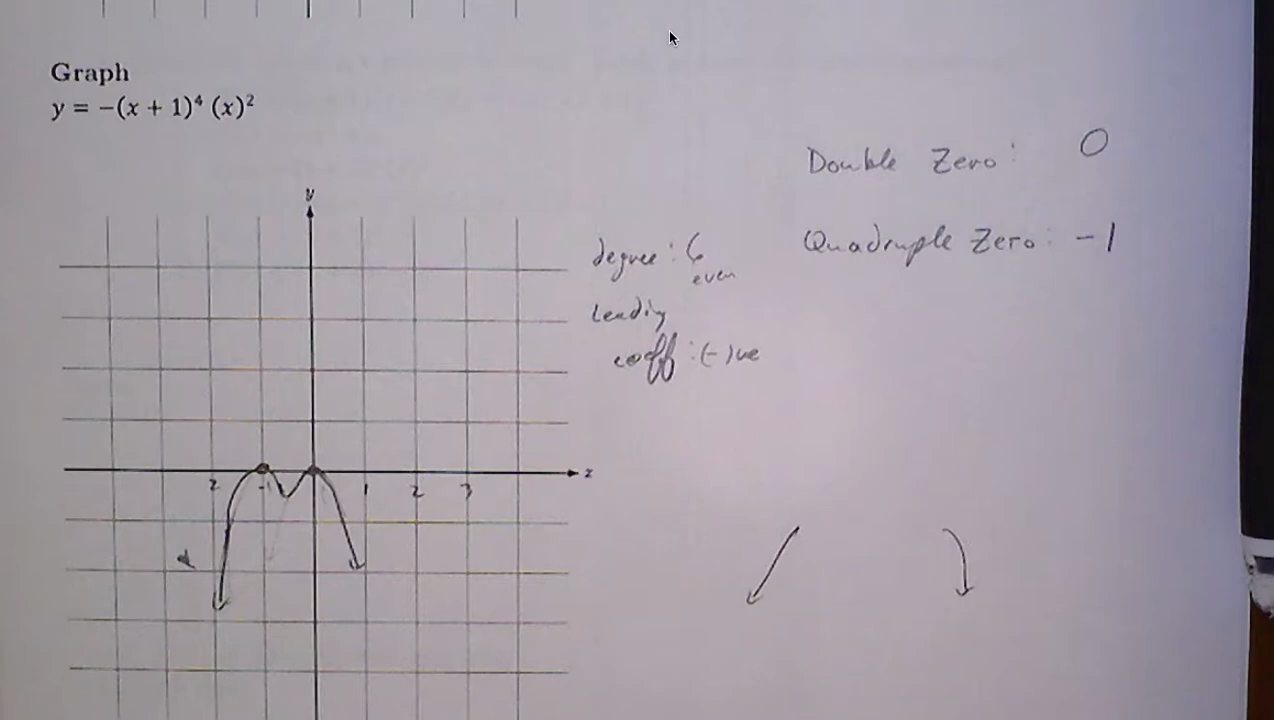 Graph
y = −(x + 1)⁴ (x)²
Double Zero: 0
Quadruple Zero: -1
degree: 6
even
leading
coeff: (-)ve
y
x
2 -1 1 2 3